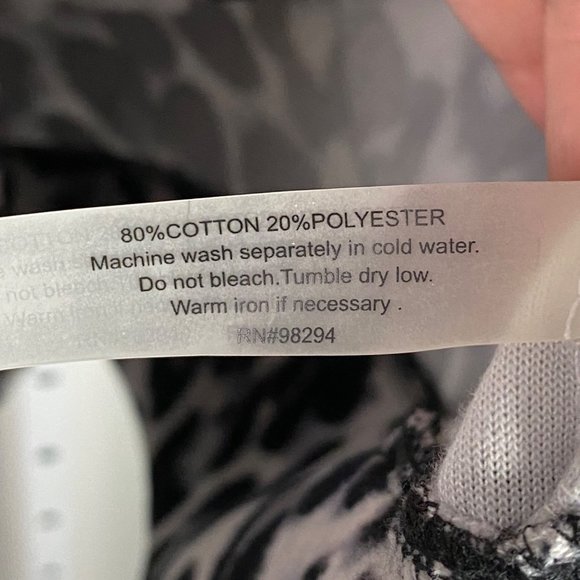 80%COTTON 20%POLYESTER
Machine wash separately in cold water.
Do not bleach.Tumble dry low.
Warm iron if necessary .
RN#98294